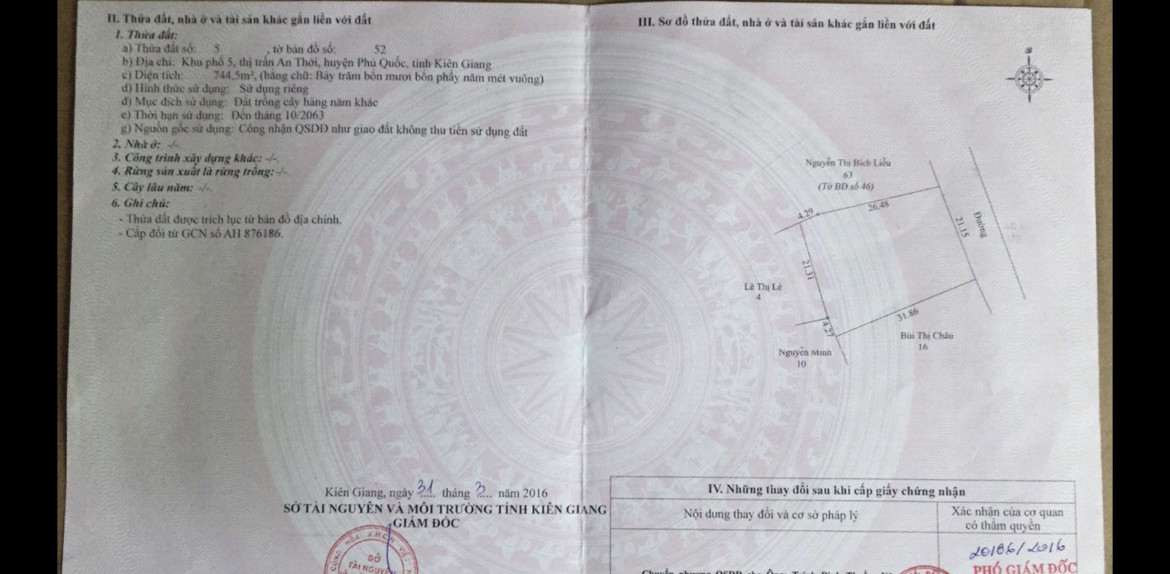 II. Thửa đất, nhà ở và tài sản khác gắn liền với đất
1. Thửa đất:
a) Thửa đất số: 5 , tờ bản đồ số: 52
b) Địa chỉ: Khu phố 5, thị trấn An Thới, huyện Phú Quốc, tỉnh Kiên Giang
c) Diện tích: 744,5m², (bằng chữ: Bảy trăm bốn mươi bốn phẩy năm mét vuông)
d) Hình thức sử dụng: Sử dụng riêng
đ) Mục đích sử dụng: Đất trồng cây hàng năm khác
e) Thời hạn sử dụng: Đến tháng 10/2063
g) Nguồn gốc sử dụng: Công nhận QSDĐ như giao đất không thu tiền sử dụng đất
2. Nhà ở: -/-
3. Công trình xây dựng khác: -/-.
4. Rừng sản xuất là rừng trồng: -/-.
5. Cây lâu năm: -/-.
6. Ghi chú:
- Thửa đất được trích lục từ bản đồ địa chính.
- Cấp đổi từ GCN số AH 876186.
Kiên Giang, ngày 31 tháng 3 năm 2016
SỞ TÀI NGUYÊN VÀ MÔI TRƯỜNG TỈNH KIÊN GIANG
GIÁM ĐỐC
SỞ
TÀI NGUYÊN
III. Sơ đồ thửa đất, nhà ở và tài sản khác gắn liền với đất
B
Nguyễn Thị Bích Liễu
63
(Tờ BĐ số 46)
4.29
26.48
21.15
Đường
21.31
Lê Thị Lẻ
4
4.27
31.86
Bùi Thị Châu
16
Nguyễn Minh
10
IV. Những thay đổi sau khi cấp giấy chứng nhận
Nội dung thay đổi và cơ sở pháp lý
Xác nhận của cơ quan
có thẩm quyền
PHÓ GIÁM ĐỐC